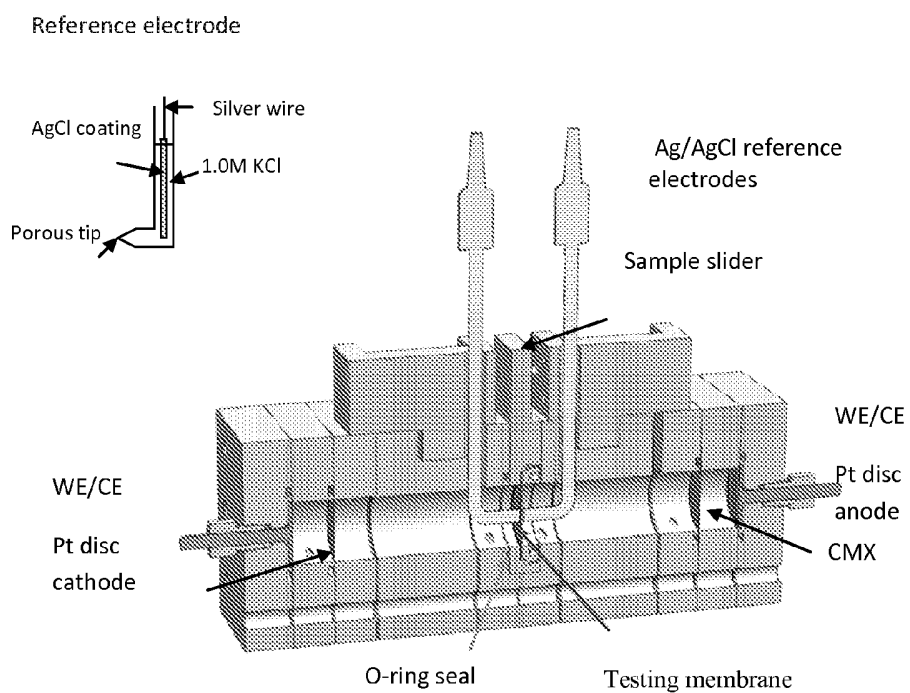 Reference electrode
Silver wire
AgCl coating
1.0M KCl
Porous tip
Ag/AgCl reference
electrodes
Sample slider
WE/CE
Pt disc
anode
CMX
WE/CE
Pt disc
cathode
O-ring seal
Testing membrane